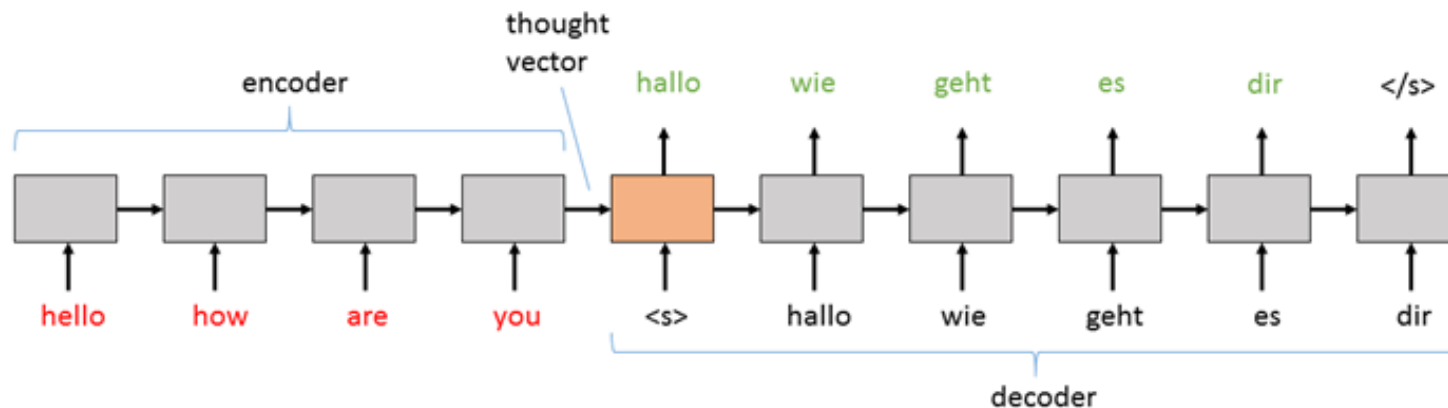 thought
vector
encoder
hallo wie geht es dir </s>
hello how are you <s> hallo wie geht es dir
decoder